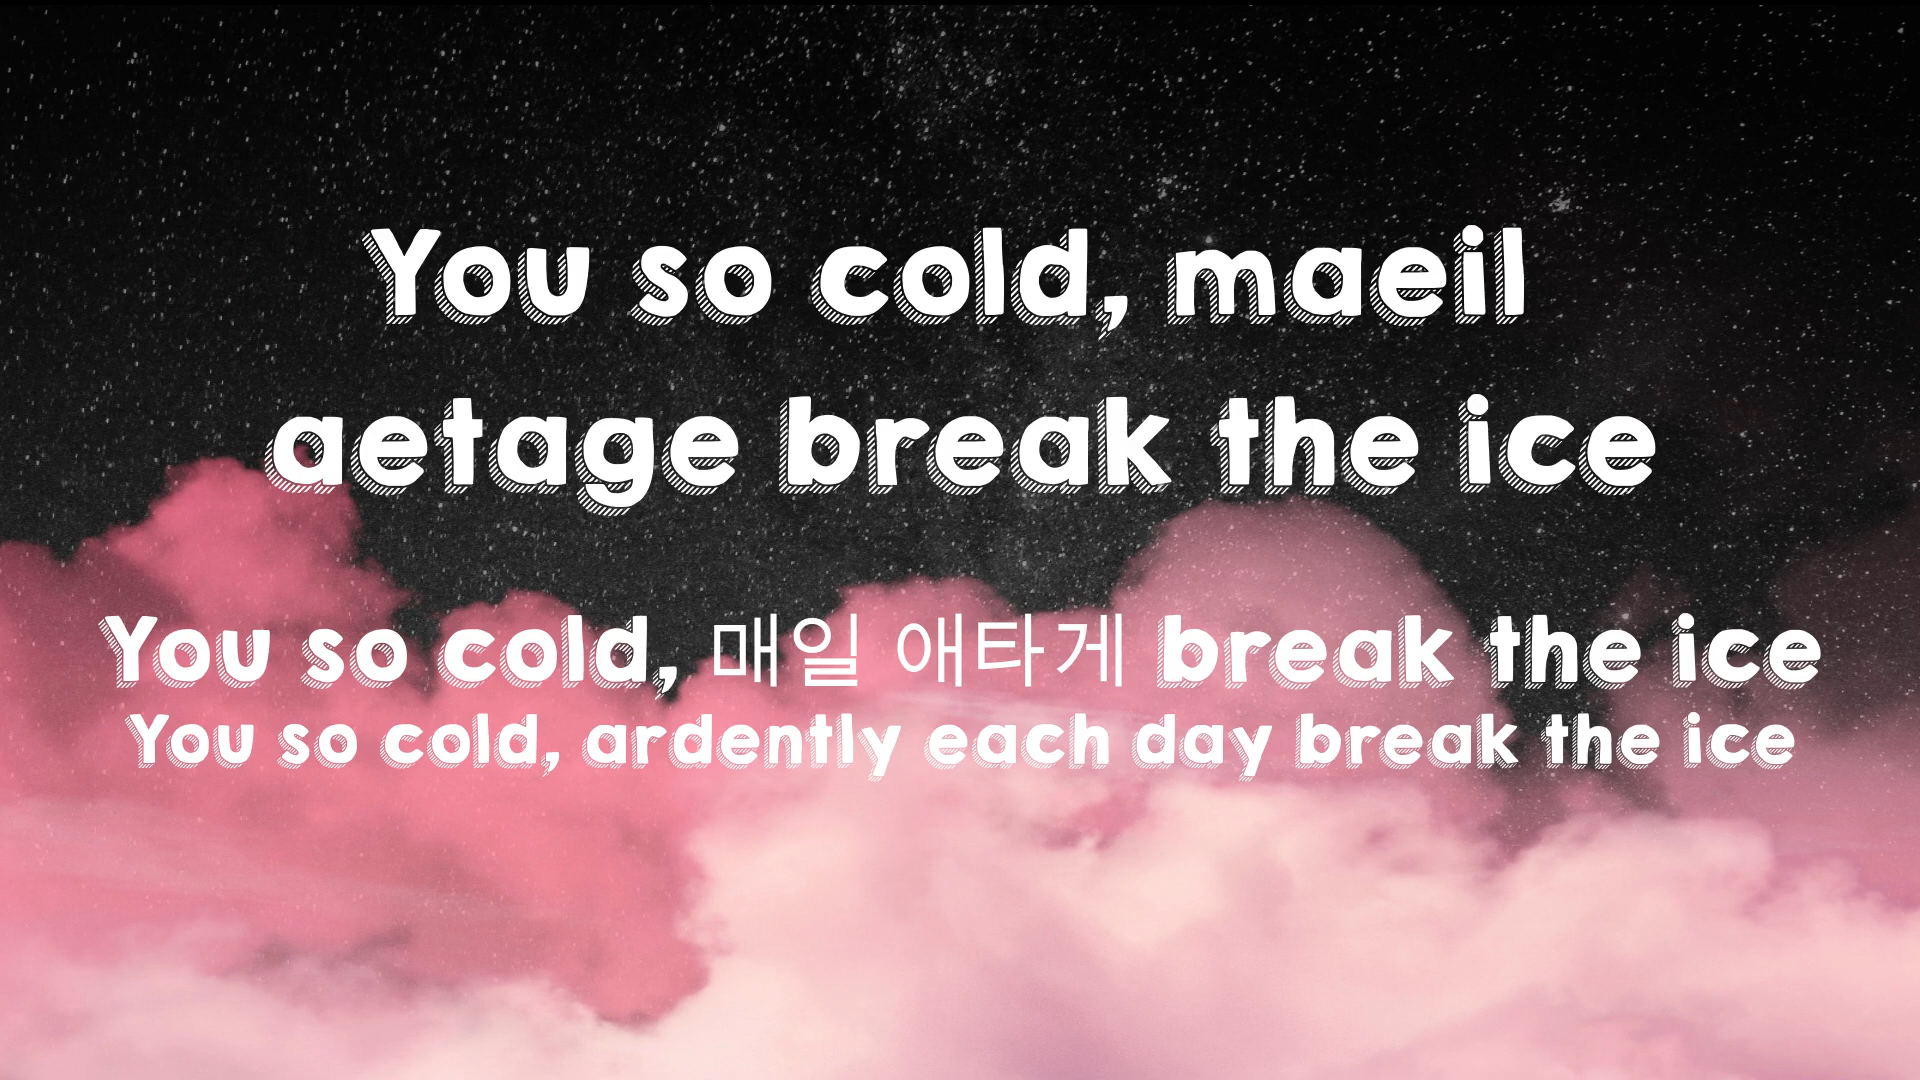 You so cold, maeil
aetage break the ice
You so cold, 매일 애타게 break the ice
You so cold, ardently each day break the ice